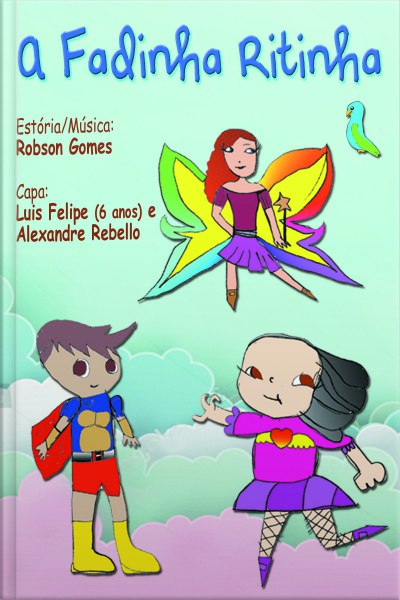 A Fadinha Ritinha
Estória/Música:
Robson Gomes
Capa:
Luis Felipe (6 anos) e
Alexandre Rebello